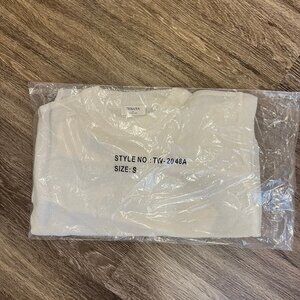 STYLE NO : TW-2048A
SIZE: S